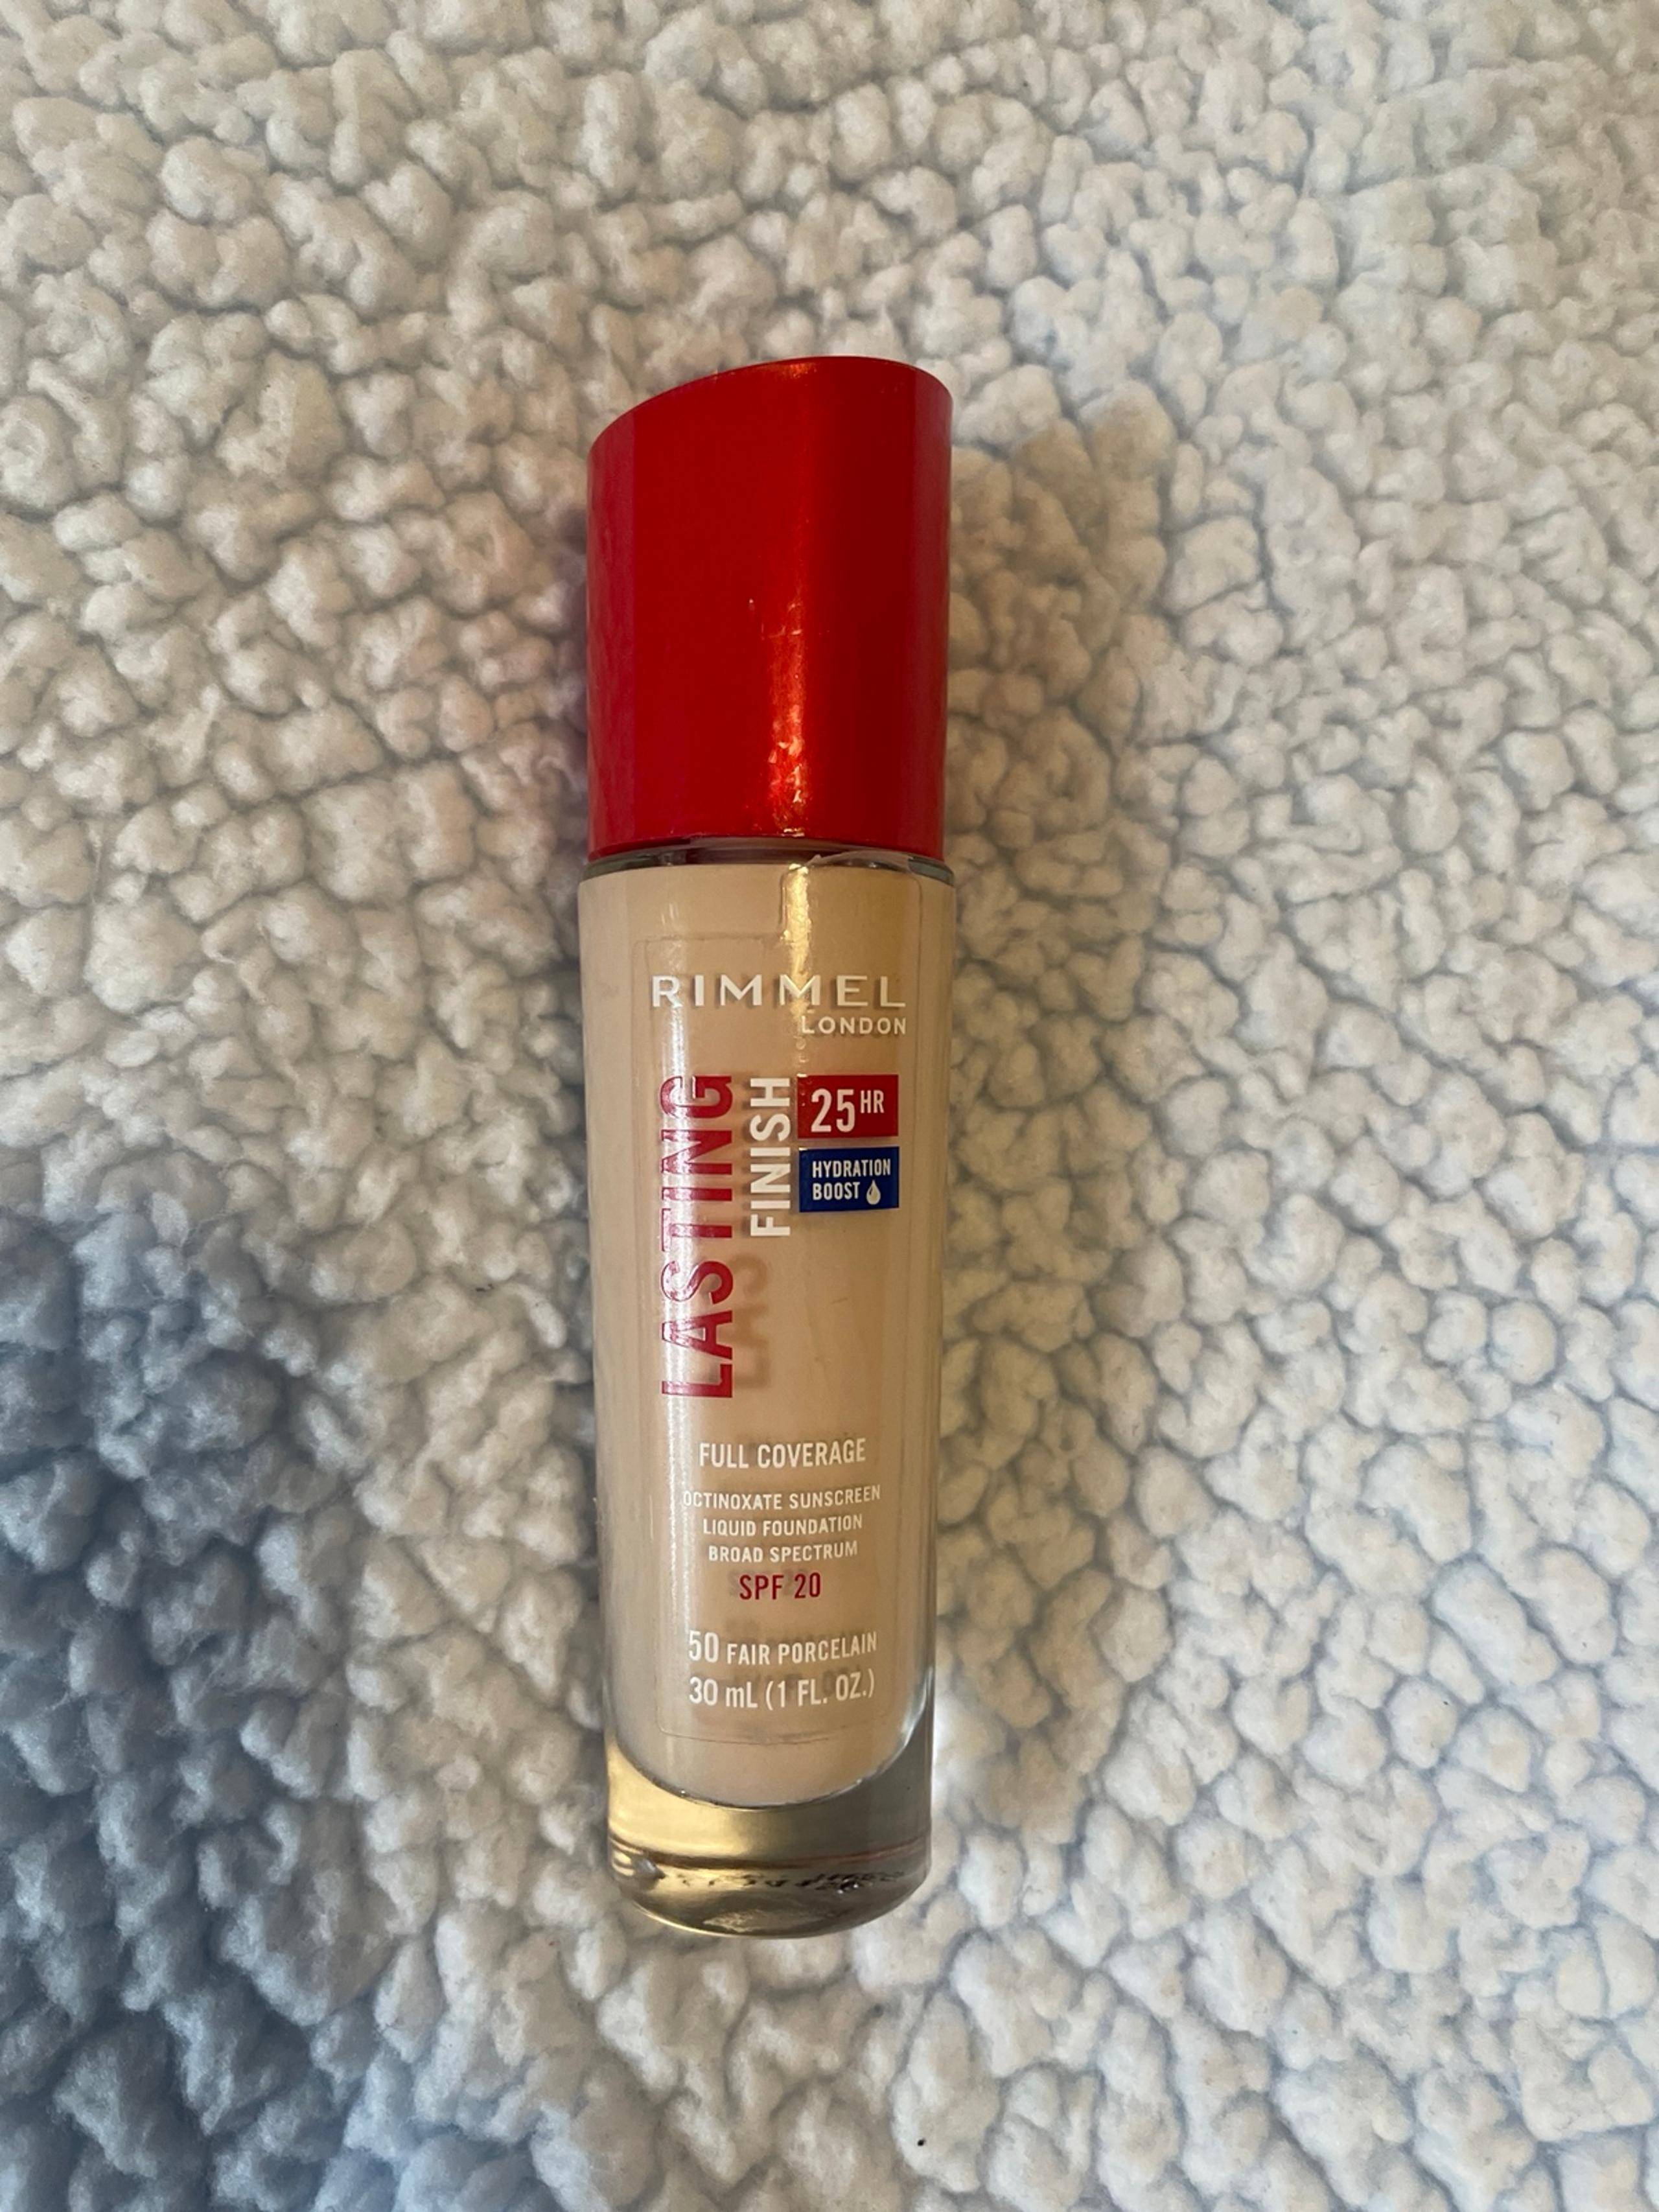 RIMMEL
LONDON
LASTING
FINISH
25HR
HYDRATION
BOOST
FULL COVERAGE
OCTINOXATE SUNSCREEN
LIQUID FOUNDATION
BROAD SPECTRUM
SPF 20
50 FAIR PORCELAIN
30 mL (1 FL. OZ.)